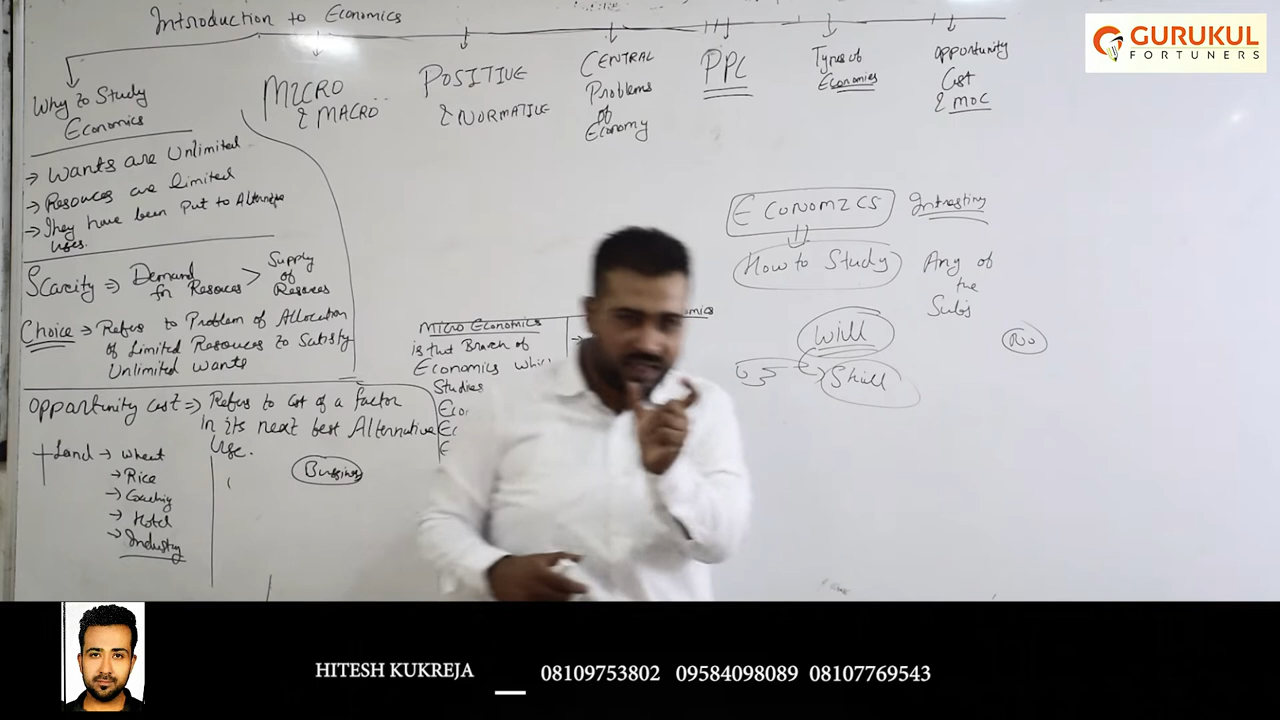 Introduction to Economics
GURUKUL
FORTUNERS
Why to Study
Economics
MICRO
& MACRO
POSITIVE
& NORMATIVE
CENTRAL
Problems
of
Economy
PPC
Types of
Economies
opportunity
Cost
& MOC
→ Wants are Unlimited
→ Resources are limited
→ They have been put to Alternative
Uses.
Scarcity ⇒ Demand for Resources > Supply of Resources
Choice → Refers to Problem of Allocation
of Limited Resources to Satisfy
Unlimited wants
opportunity cost ⇒ Refers to Cost of a factor
In its next best Alternative
Use.
Land → Wheat
→ Rice
→ Coaching
→ Hotel
→ Industry
MICRO Economics
is that Branch of
Economics
Studies
omics
ECONOMICS
Intrasting
How to Study
Any of
the
Subs
Will
Skill
No
HITESH KUKREJA
08109753802 09584098089 08107769543